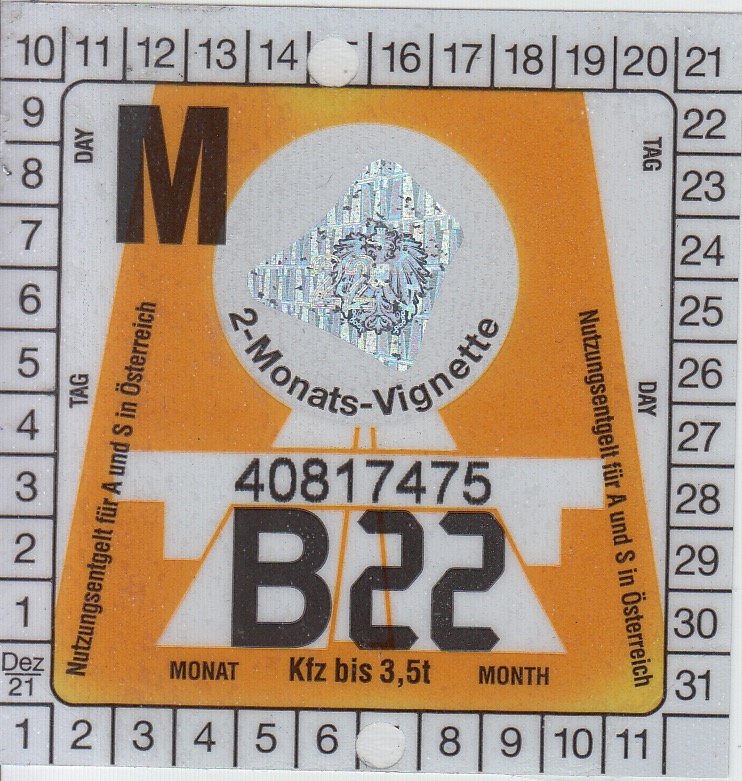 10 11 12 13 14 16 17 18 19 20 21
9
8
7
6
5
4
3
2
1
Dez
21
DAY
TAG
M
TAG
DAY
22
23
24
25
26
27
28
29
30
31
2-Monats-Vignette
Nutzungsentgelt für A und S in Österreich
Nutzungsentgelt für A und S in Österreich
40817475
B22
MONAT Kfz bis 3,5t MONTH
1 2 3 4 5 6 8 9 10 11